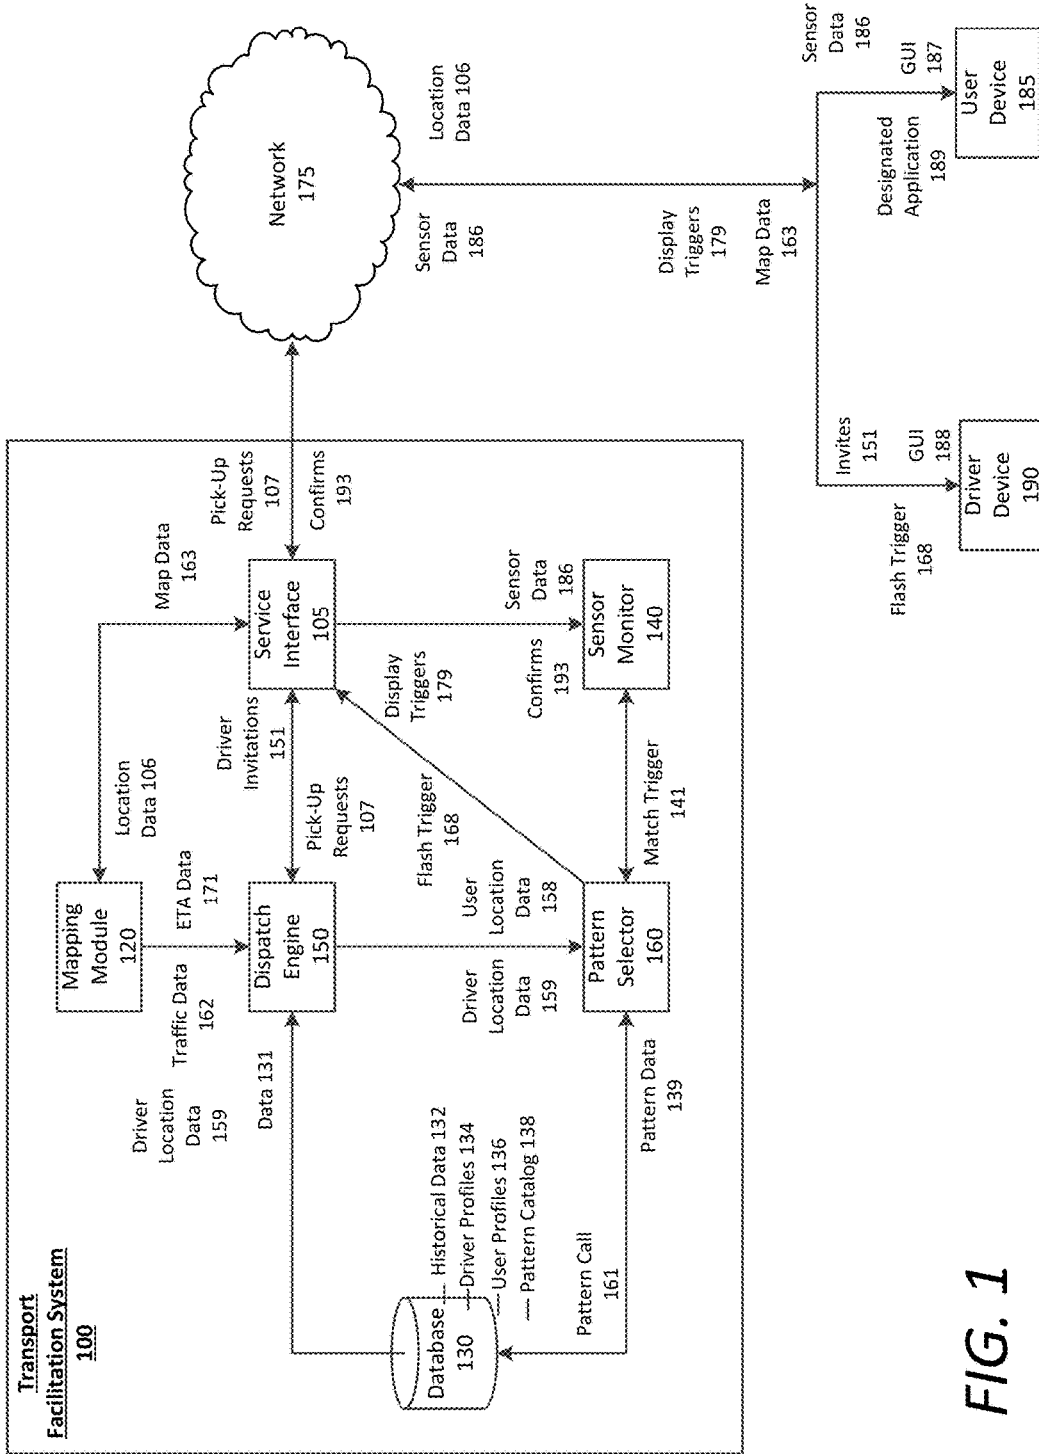 Transport
Facilitation System
100
Mapping
Module
120
Location
Data 106
Map Data
163
Driver
Location
Data
159
Traffic Data
162
ETA Data
171
Data 131
Dispatch
Engine
150
Driver
Invitations
151
Pick-Up
Requests
107
Service
Interface
105
Pick-Up
Requests
107
Confirms
193
Network
175
Location
Data 106
Sensor
Data
186
Database
130
Historical Data 132
Driver Profiles 134
User Profiles 136
Pattern Catalog 138
Driver
Location
Data
159
User
Location
Data
158
Flash Trigger
168
Display
Triggers
179
Sensor
Data
186
Confirms
193
Pattern Call
161
Pattern Data
139
Pattern
Selector
160
Match Trigger
141
Sensor
Monitor
140
Display
Triggers
179
Map Data
163
Sensor
Data
186
Flash Trigger
168
Invites
151
GUI
188
Driver
Device
190
Designated
Application
189
GUI
187
User
Device
185
FIG. 1